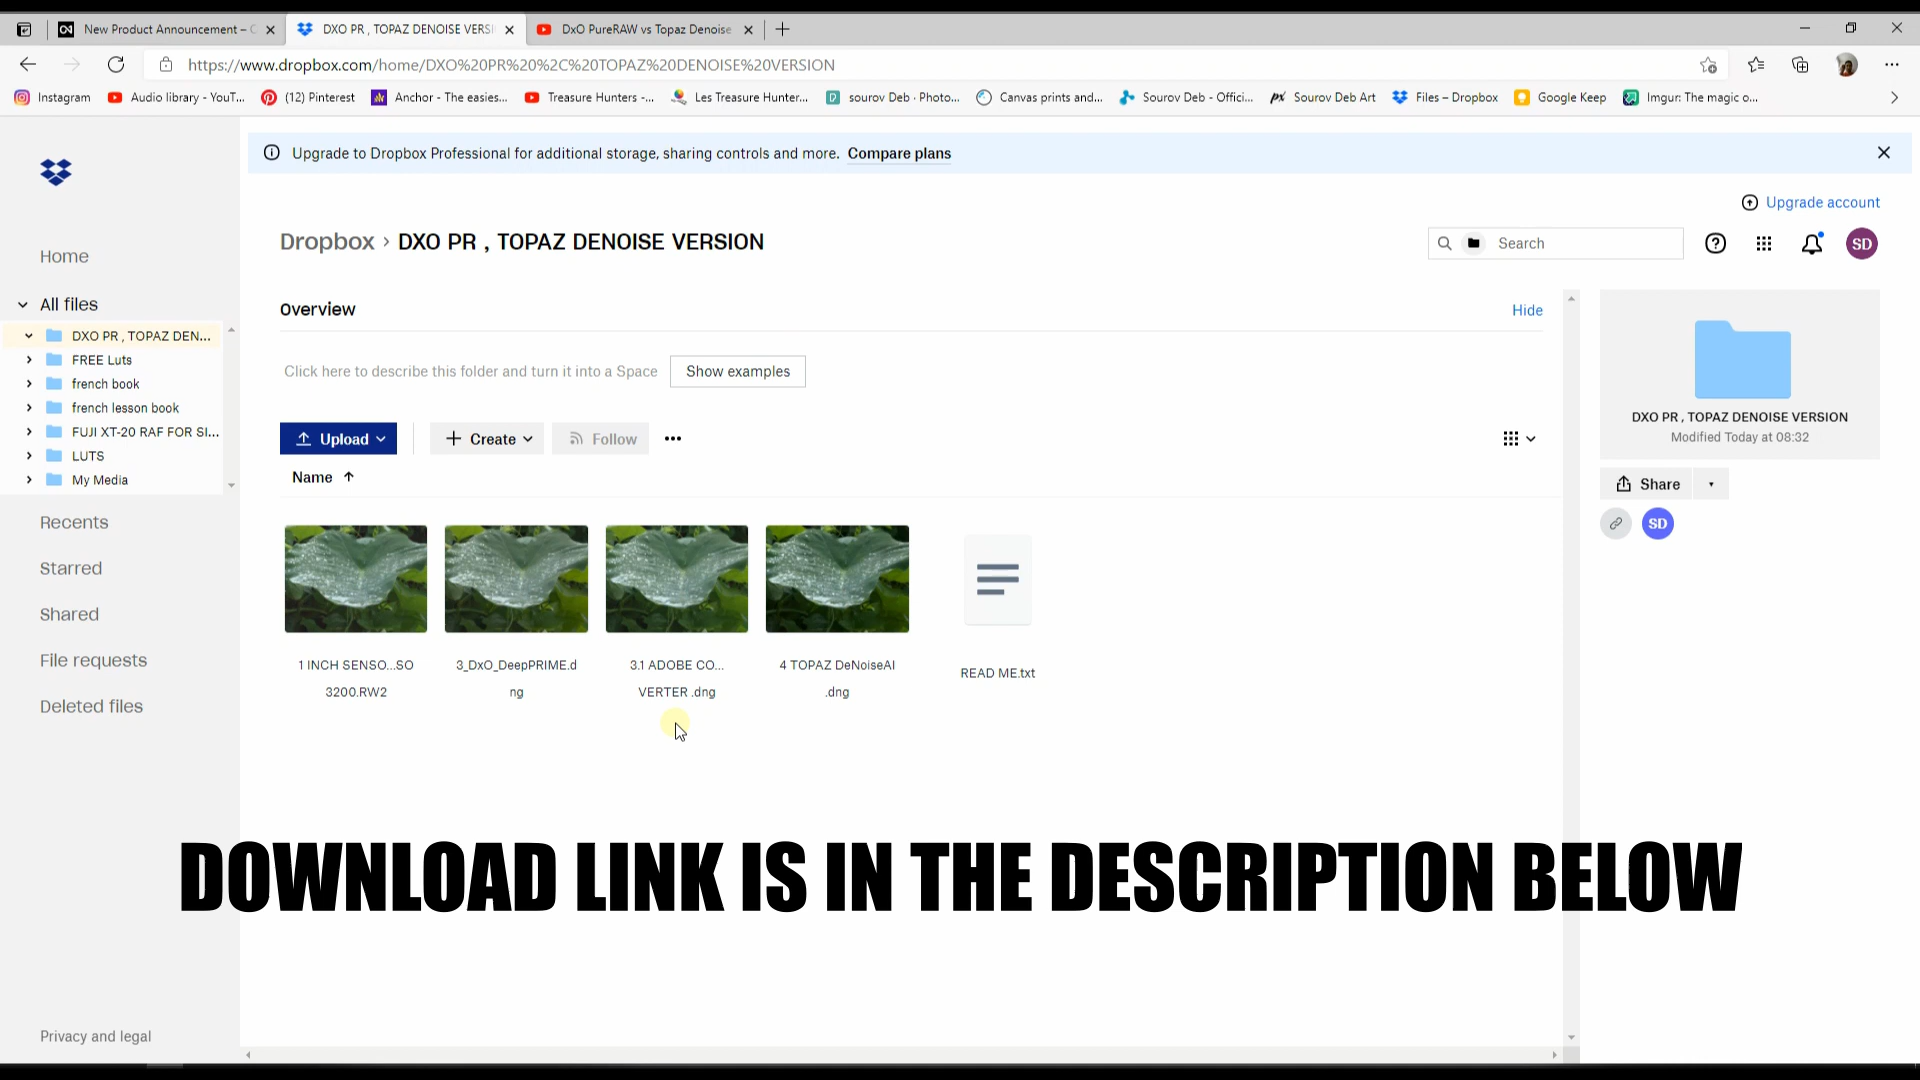 New Product Announcement –
DXO PR , TOPAZ DENOISE VERSI
DxO PureRAW vs Topaz Denoise
https://www.dropbox.com/home/DXO%20PR%20%2C%20TOPAZ%20DENOISE%20VERSION
Instagram
Audio library - YouT...
(12) Pinterest
Anchor - The easies...
Treasure Hunters -...
Les Treasure Hunter...
sourov Deb · Photo...
Canvas prints and...
Sourov Deb - Offici...
px Sourov Deb Art
Files – Dropbox
Google Keep
Imgur: The magic o...
Upgrade to Dropbox Professional for additional storage, sharing controls and more. Compare plans
Upgrade account
Dropbox › DXO PR , TOPAZ DENOISE VERSION
Search
SD
Home
All files
DXO PR , TOPAZ DEN...
FREE Luts
french book
french lesson book
FUJI XT-20 RAF FOR SI...
LUTS
My Media
Recents
Starred
Shared
File requests
Deleted files
Privacy and legal
Overview
Hide
Click here to describe this folder and turn it into a Space
Show examples
Upload
Create
Follow
Name
1 INCH SENSO...SO
3200.RW2
3_DxO_DeepPRIME.d
ng
3.1 ADOBE CO...
VERTER .dng
4 TOPAZ DeNoiseAI
.dng
READ ME.txt
DXO PR , TOPAZ DENOISE VERSION
Modified Today at 08:32
Share
SD
DOWNLOAD LINK IS IN THE DESCRIPTION BELOW